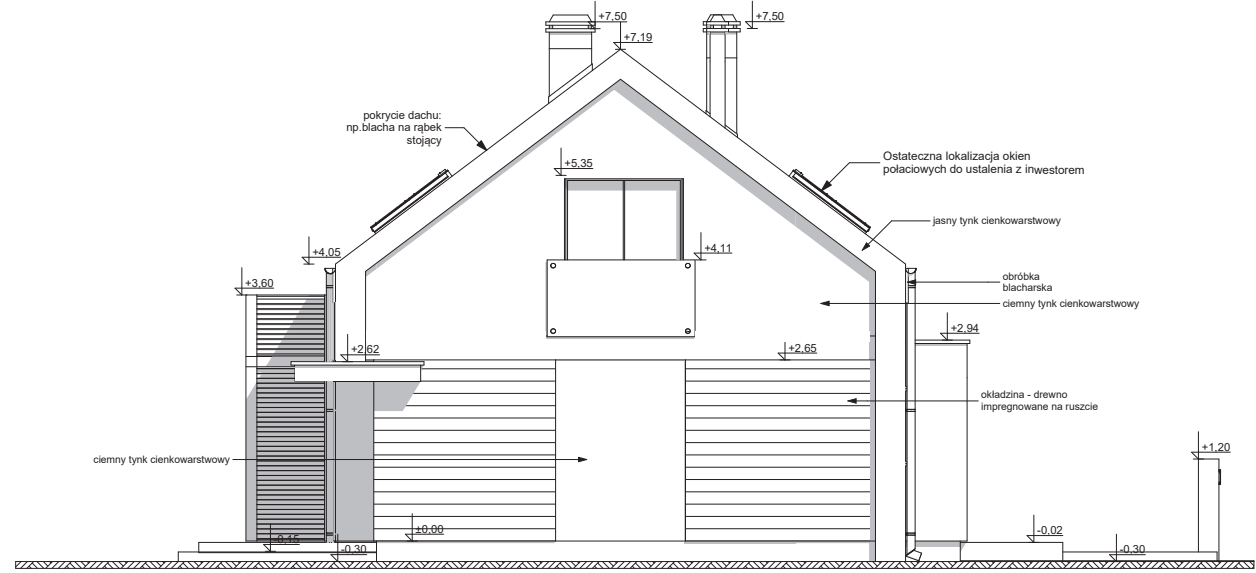 +7,50
+7,50
+7,19
pokrycie dachu:
np.blacha na rąbek
stojący
+5,35
Ostateczna lokalizacja okien
połaciowych do ustalenia z inwestorem
jasny tynk cienkowarstwowy
+4,05
+4,11
+3,60
obróbka
blacharska
ciemny tynk cienkowarstwowy
+2,94
+2,62
+2,65
okładzina - drewno
impregnowane na ruszcie
ciemny tynk cienkowarstwowy
+1,20
±0,00
-0,15
-0,30
-0,02
-0,30